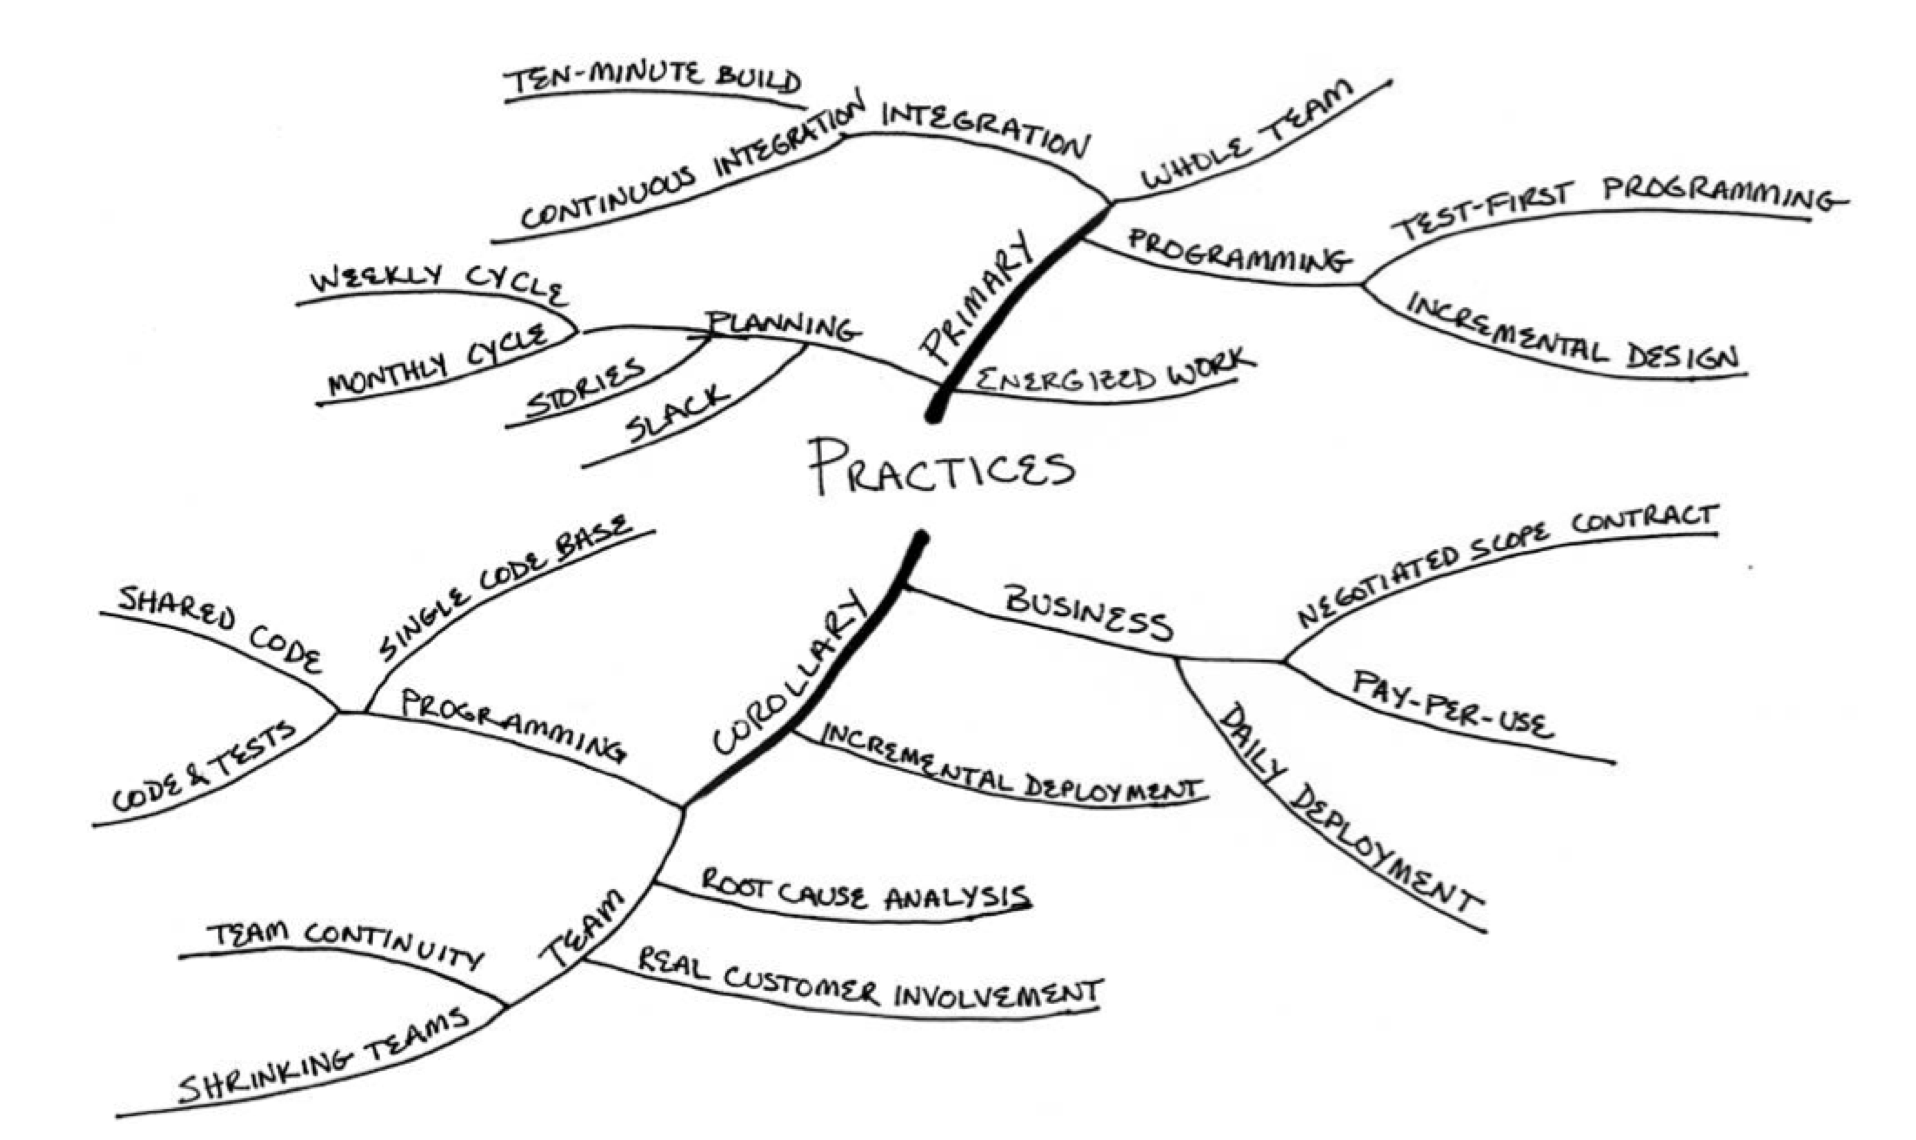 TEN-MINUTE BUILD
CONTINUOUS INTEGRATION
INTEGRATION
WHOLE TEAM
TEST-FIRST PROGRAMMING
PROGRAMMING
INCREMENTAL DESIGN
PRIMARY
WEEKLY CYCLE
MONTHLY CYCLE
PLANNING
STORIES
SLACK
ENERGIZED WORK
PRACTICES
NEGOTIATED SCOPE CONTRACT
BUSINESS
PAY-PER-USE
DAILY DEPLOYMENT
COROLLARY
INCREMENTAL DEPLOYMENT
SINGLE CODE BASE
SHARED CODE
PROGRAMMING
CODE & TESTS
ROOT CAUSE ANALYSIS
TEAM
REAL CUSTOMER INVOLVEMENT
TEAM CONTINUITY
SHRINKING TEAMS